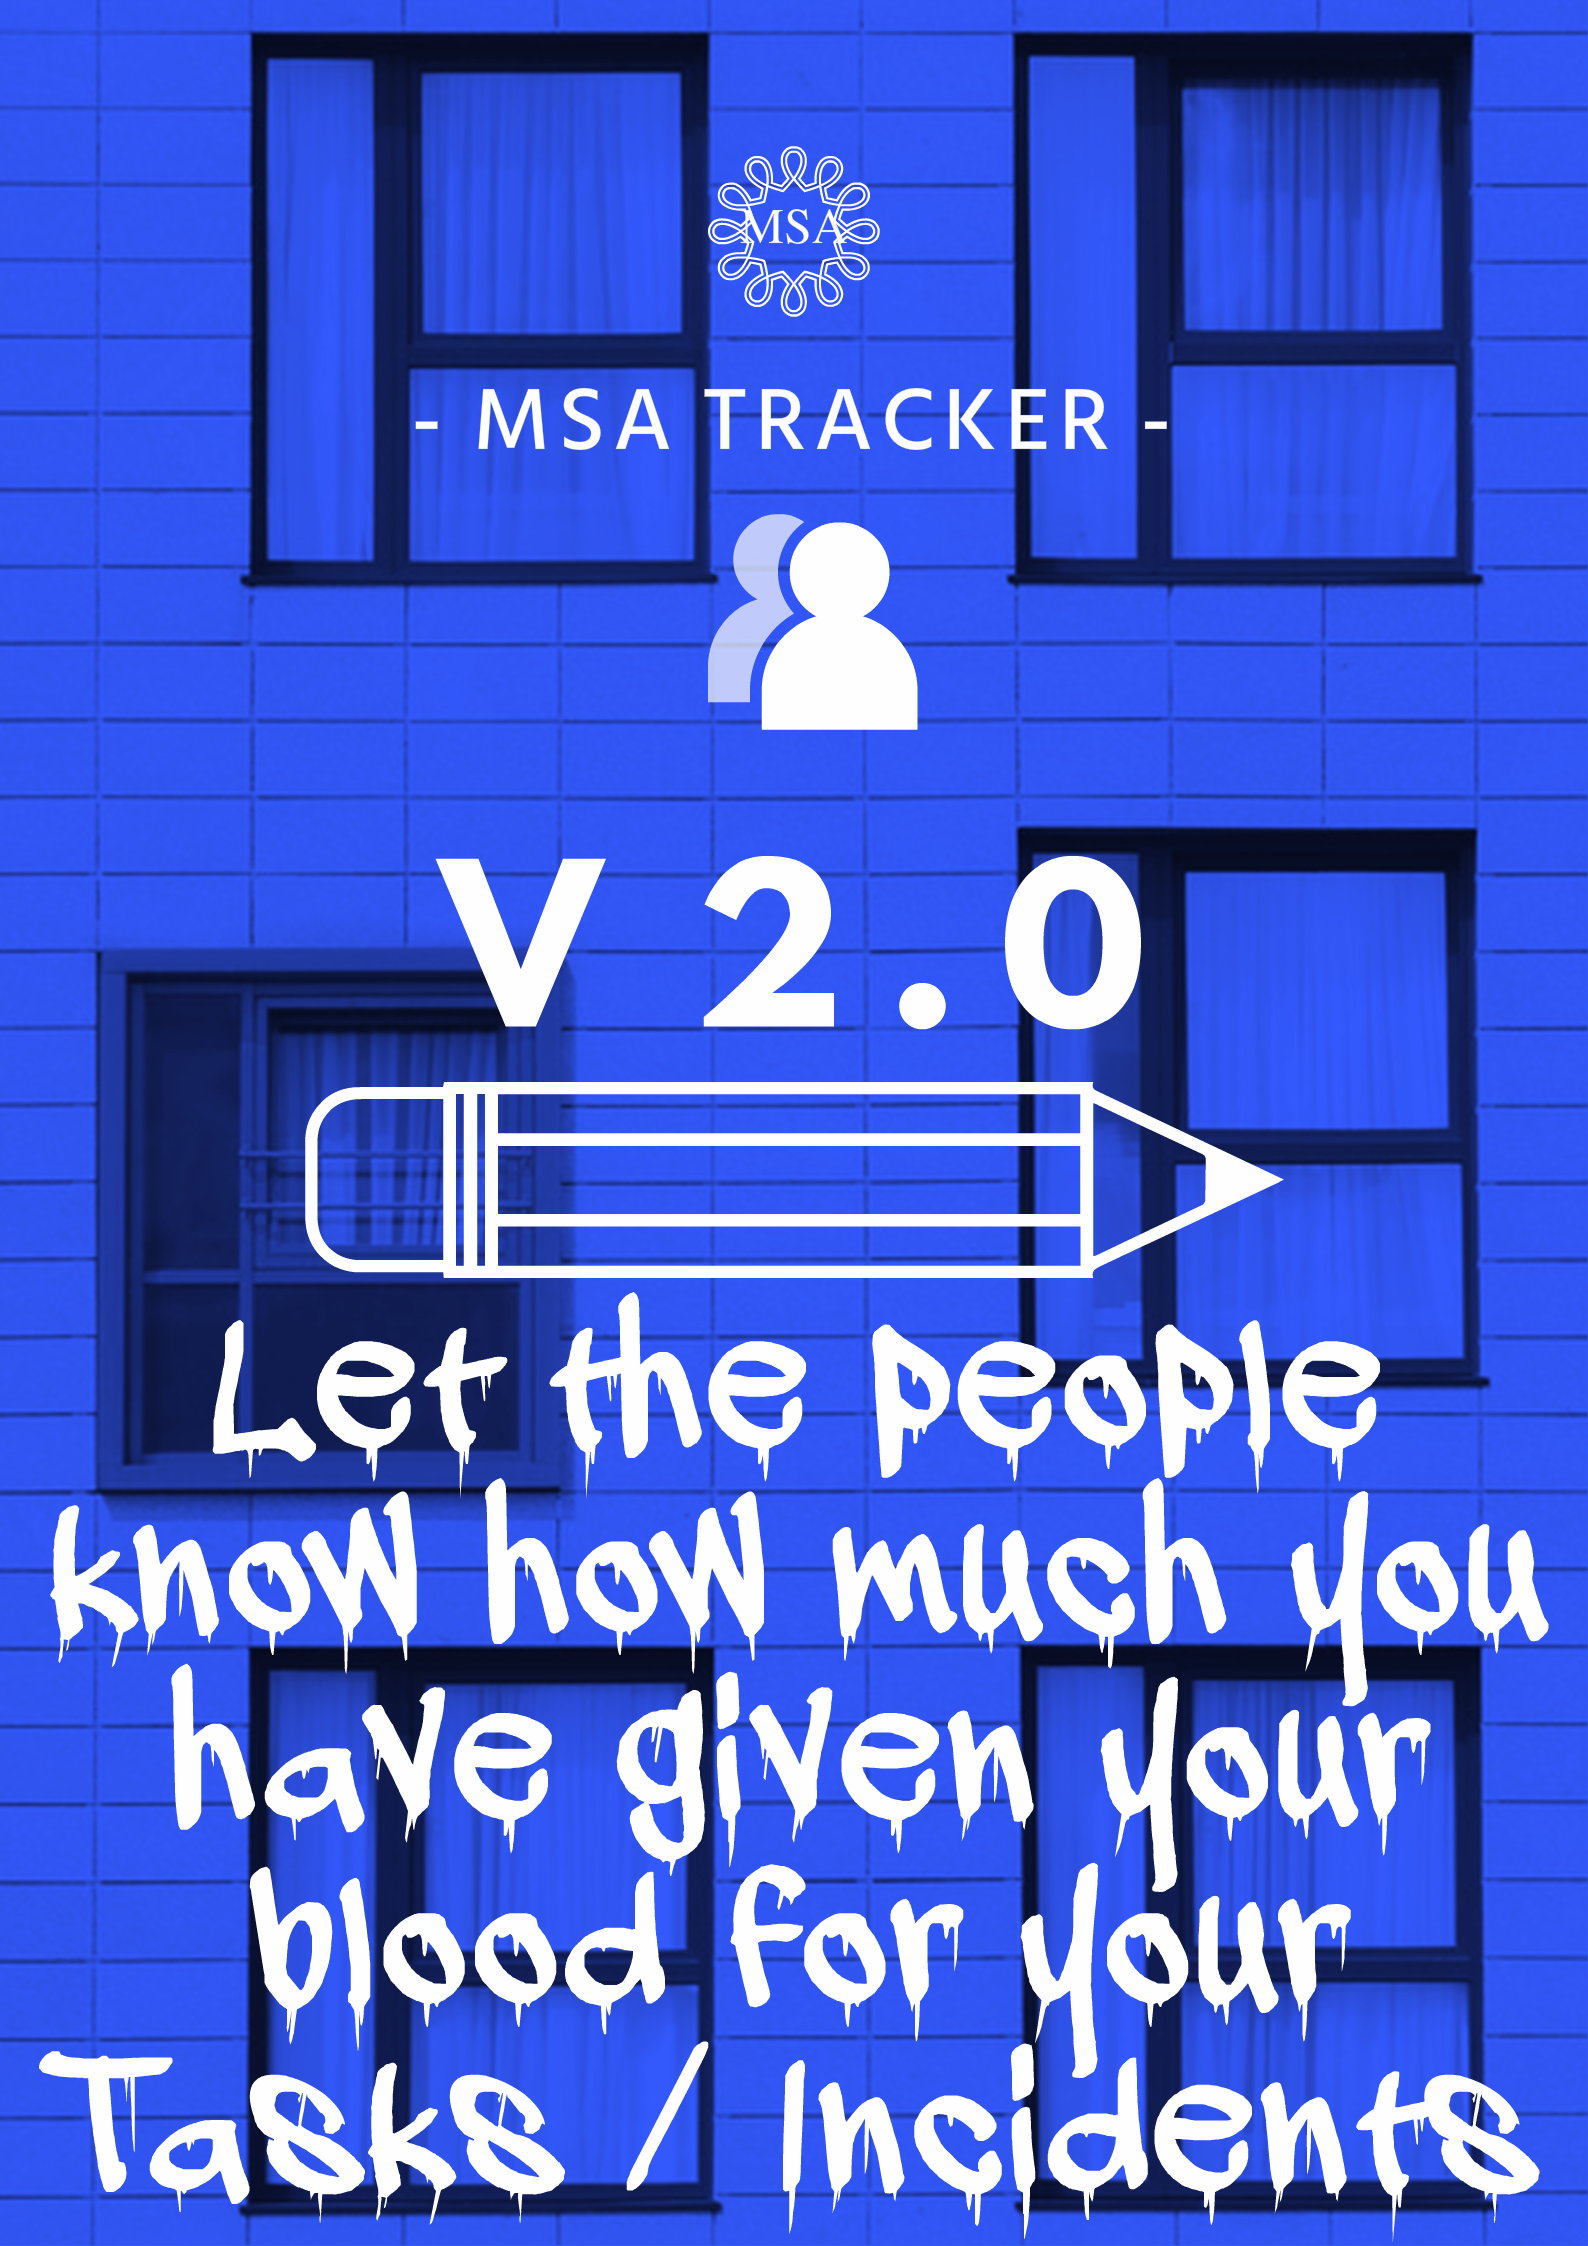 MSA
- MSA TRACKER -
V 2.0
Let the people
know how much you
have given your
blood for your
Tasks / Incidents